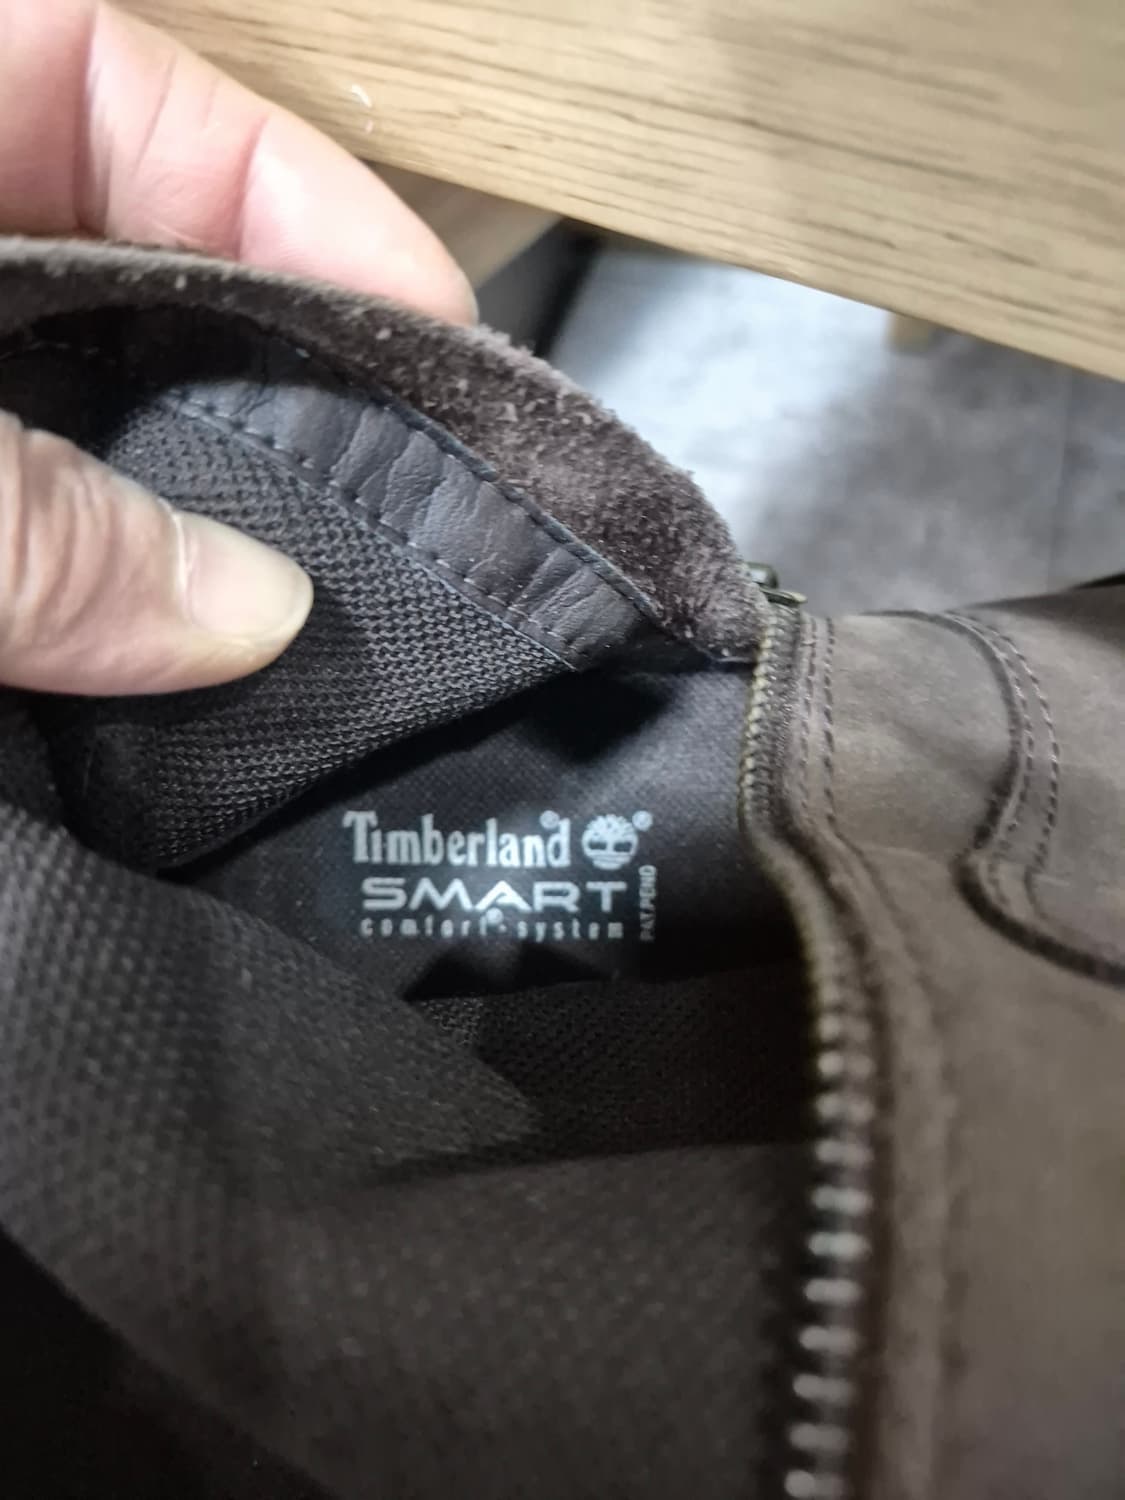 Timberland® ®
SMART
comfort·system®
PAT.PEND